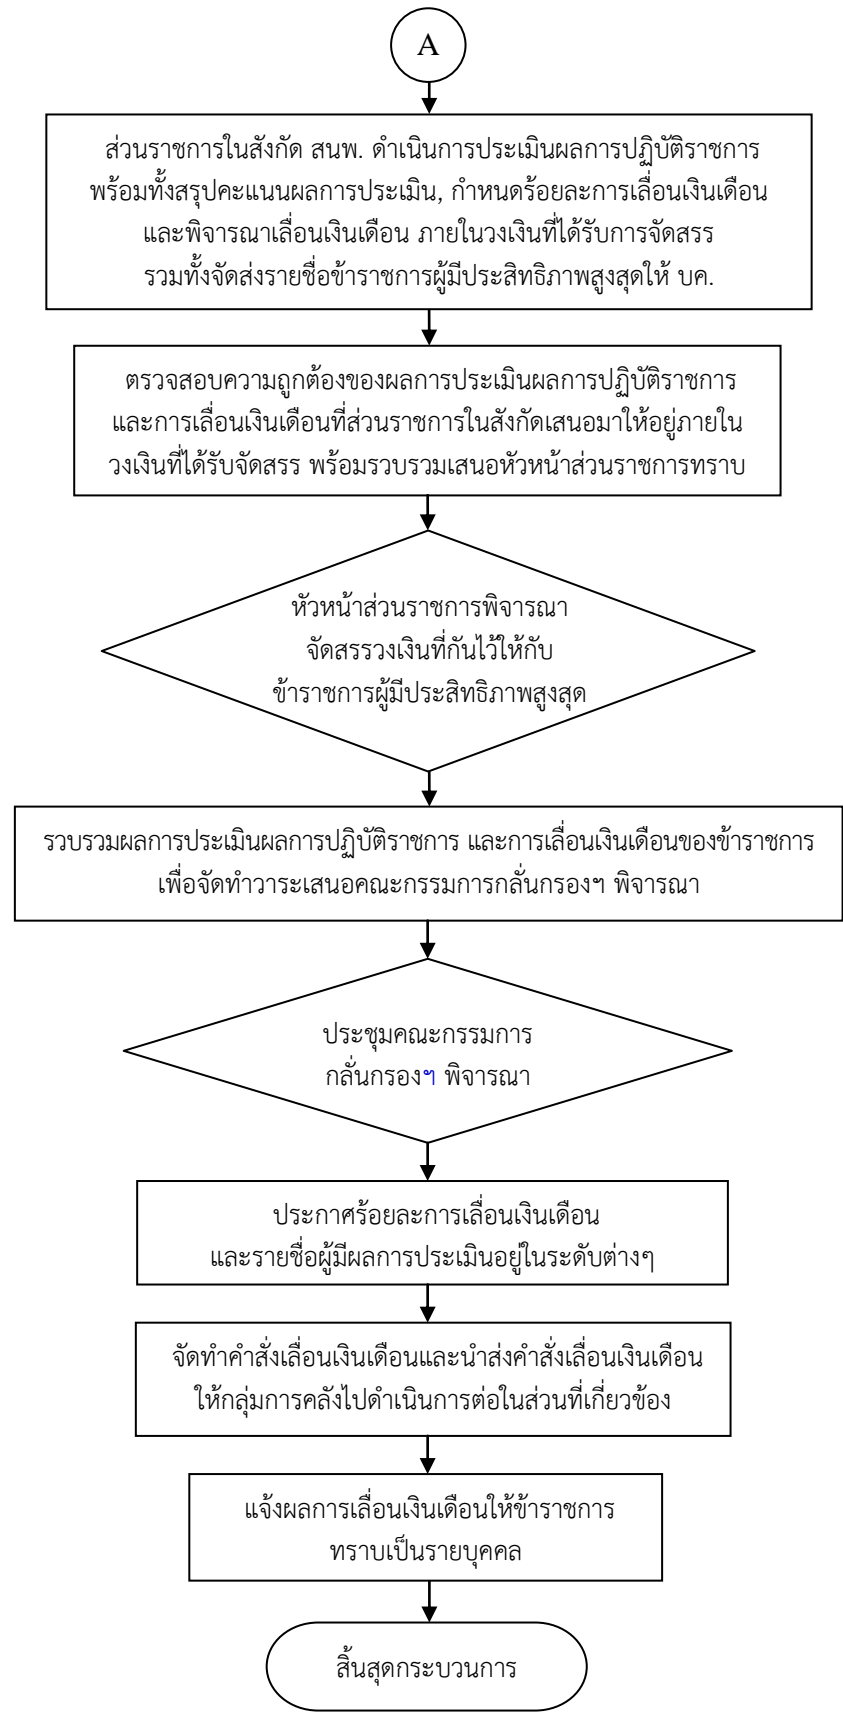 A
ส่วนราชการในสังกัด สนพ. ดำเนินการประเมินผลการปฏิบัติราชการ
พร้อมทั้งสรุปคะแนนผลการประเมิน, กำหนดร้อยละการเลื่อนเงินเดือน
และพิจารณาเลื่อนเงินเดือน ภายในวงเงินที่ได้รับการจัดสรร
รวมทั้งจัดส่งรายชื่อข้าราชการผู้มีประสิทธิภาพสูงสุดให้ บค.
ตรวจสอบความถูกต้องของผลการประเมินผลการปฏิบัติราชการ
และการเลื่อนเงินเดือนที่ส่วนราชการในสังกัดเสนอมาให้อยู่ภายใน
วงเงินที่ได้รับจัดสรร พร้อมรวบรวมเสนอหัวหน้าส่วนราชการทราบ
หัวหน้าส่วนราชการพิจารณา
จัดสรรวงเงินที่กันไว้ให้กับ
ข้าราชการผู้มีประสิทธิภาพสูงสุด
รวบรวมผลการประเมินผลการปฏิบัติราชการ และการเลื่อนเงินเดือนของข้าราชการ
เพื่อจัดทำวาระเสนอคณะกรรมการกลั่นกรองฯ พิจารณา
ประชุมคณะกรรมการ
กลั่นกรองฯ พิจารณา
ประกาศร้อยละการเลื่อนเงินเดือน
และรายชื่อผู้มีผลการประเมินอยู่ในระดับต่างๆ
จัดทำคำสั่งเลื่อนเงินเดือนและนำส่งคำสั่งเลื่อนเงินเดือน
ให้กลุ่มการคลังไปดำเนินการต่อในส่วนที่เกี่ยวข้อง
แจ้งผลการเลื่อนเงินเดือนให้ข้าราชการ
ทราบเป็นรายบุคคล
สิ้นสุดกระบวนการ